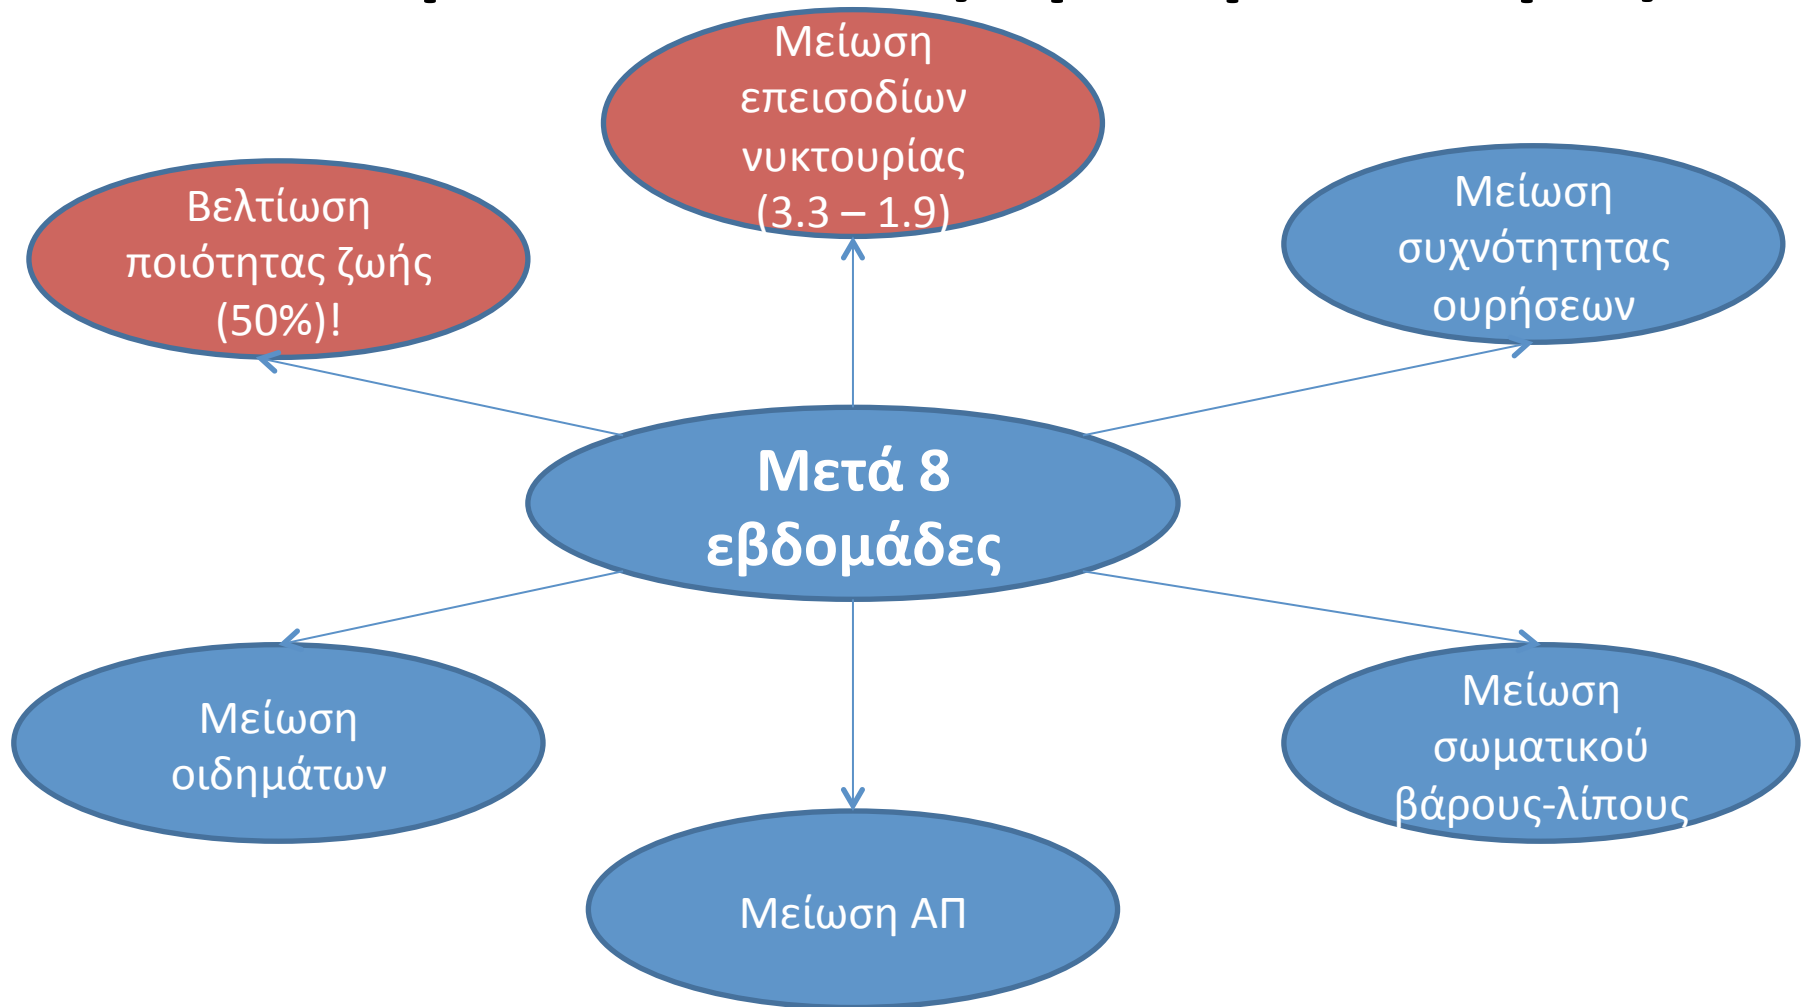 Μείωση
επεισοδίων
νυκτουρίας
(3.3 – 1.9)
Βελτίωση
ποιότητας ζωής
(50%)!
Μείωση
συχνότητητας
ουρήσεων
Μετά 8
εβδομάδες
Μείωση
οιδημάτων
Μείωση
σωματικού
βάρους-λίπους
Μείωση ΑΠ